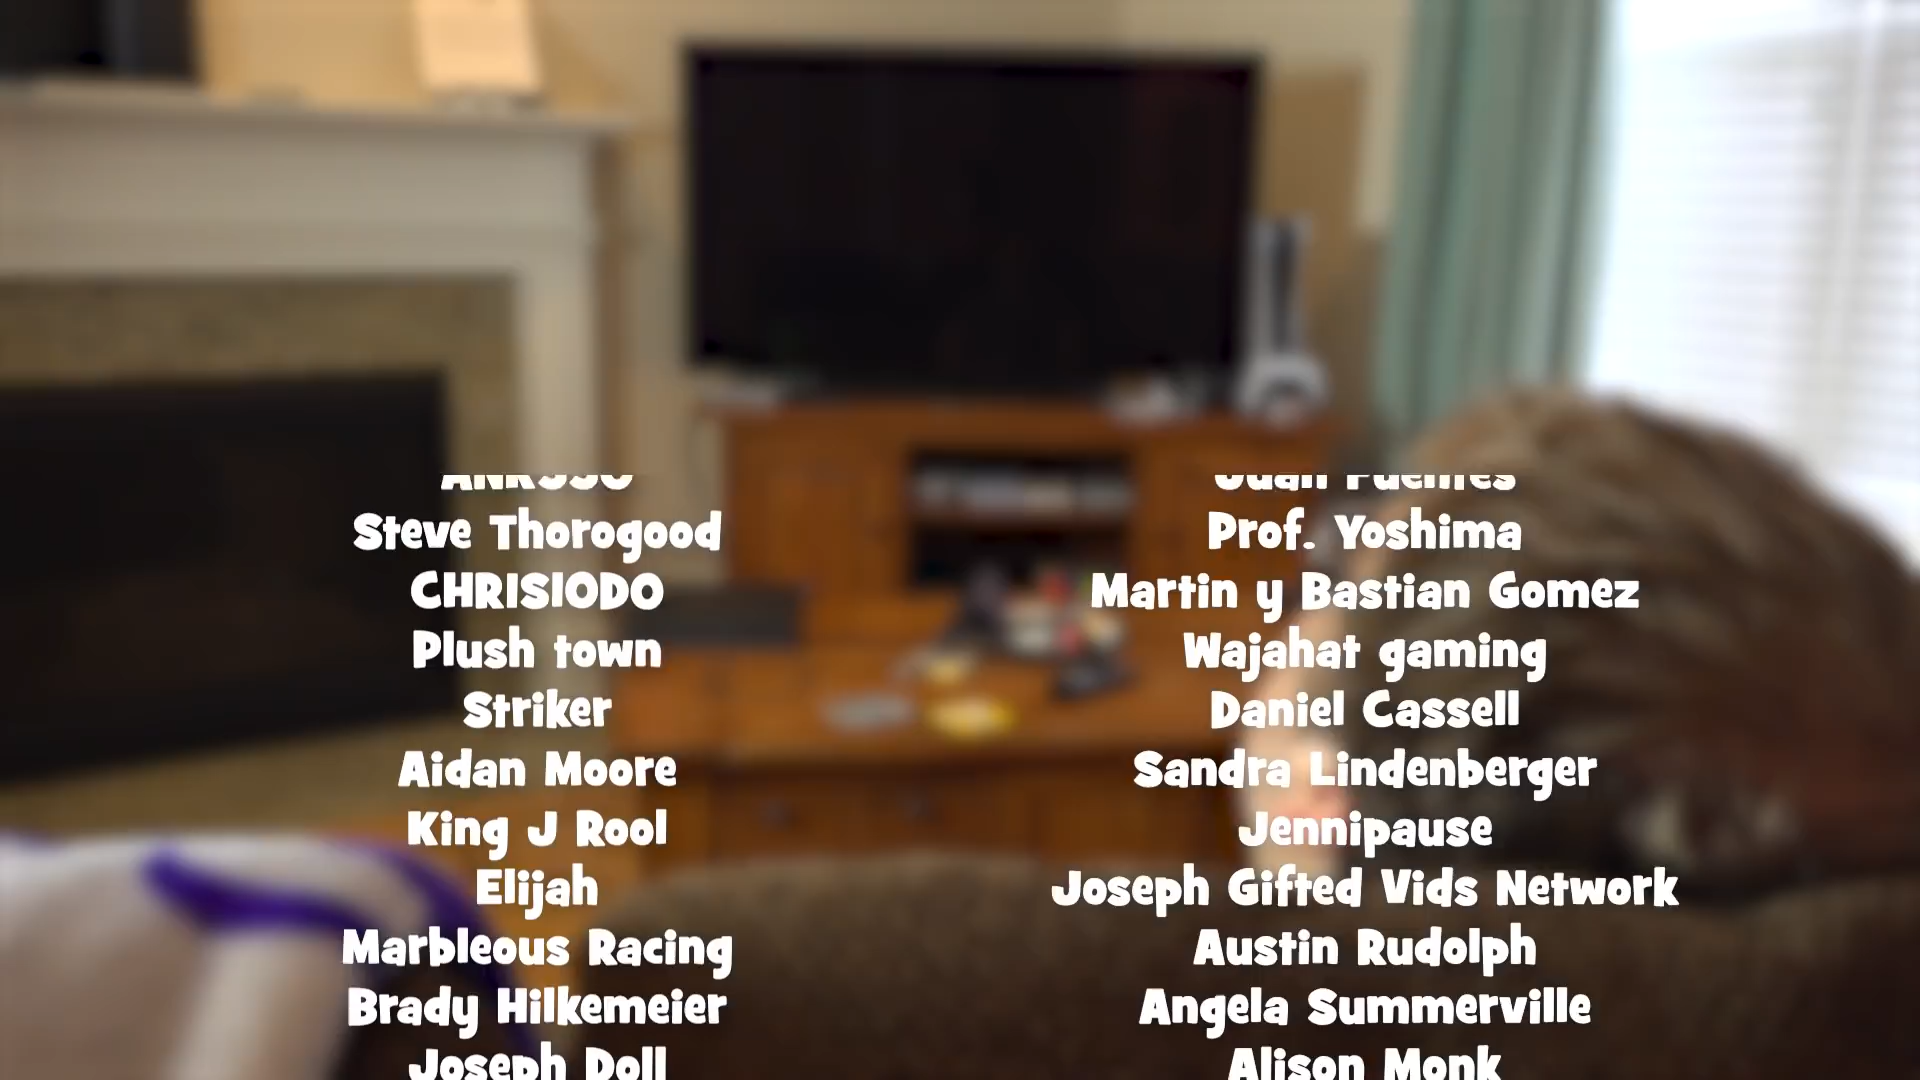 Steve Thorogood
CHRISIODO
Plush town
Striker
Aidan Moore
King J Rool
Elijah
Marbleous Racing
Brady Hilkemeier
Joseph Doll
Juan Fuentes
Prof. Yoshima
Martin y Bastian Gomez
Wajahat gaming
Daniel Cassell
Sandra Lindenberger
Jennipause
Joseph Gifted Vids Network
Austin Rudolph
Angela Summerville
Alison Monk